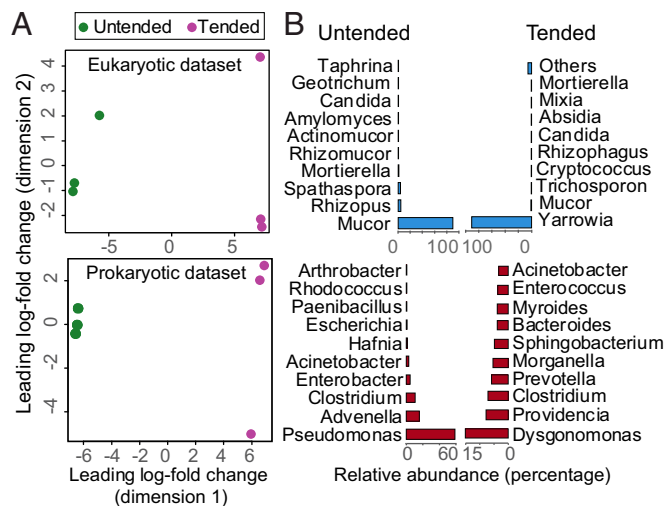 A
Untended Tended
Eukaryotic dataset
4
3
2
1
0
-1
-2
-5 0 5
Prokaryotic dataset
2
0
-2
-4
-6 -4 -2 0 2 4 6
Leading log-fold change (dimension 2)
Leading log-fold change
(dimension 1)
B
Untended Tended
Taphrina Others
Geotrichum Mortierella
Candida Mixia
Amylomyces Absidia
Actinomucor Candida
Rhizomucor Rhizophagus
Mortierella Cryptococcus
Spathaspora Trichosporon
Rhizopus Mucor
Mucor Yarrowia
0 100 100 0
Arthrobacter Acinetobacter
Rhodococcus Enterococcus
Paenibacillus Myroides
Escherichia Bacteroides
Hafnia Sphingobacterium
Acinetobacter Morganella
Enterobacter Prevotella
Clostridium Clostridium
Advenella Providencia
Pseudomonas Dysgonomonas
0 60 15 0
Relative abundance (percentage)